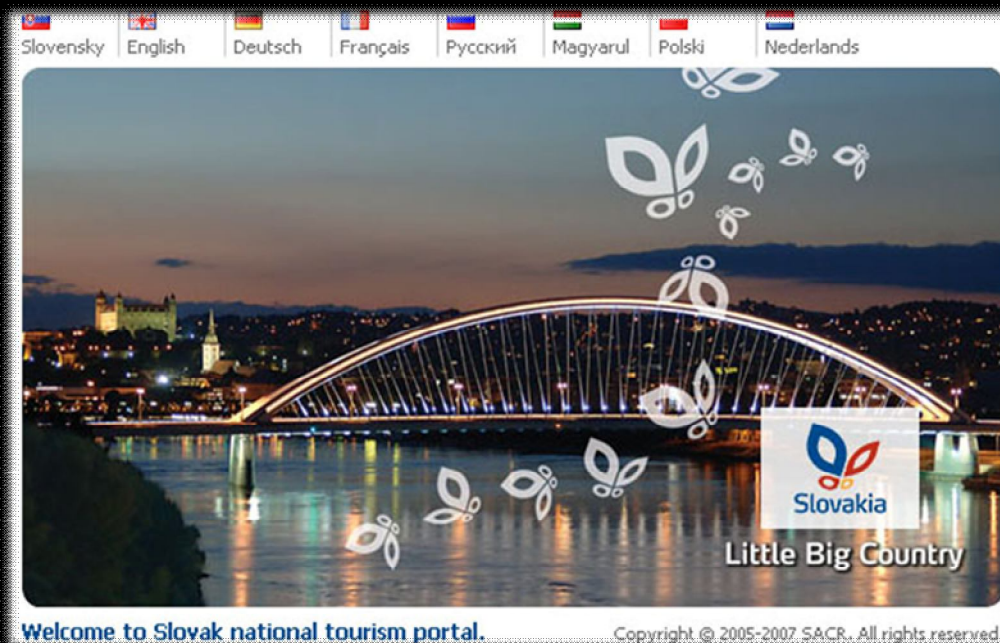 Slovensky English Deutsch Français Русский Magyarul Polski Nederlands
Slovakia
Little Big Country
Welcome to Slovak national tourism portal.
Copyright © 2005-2007 SACR. All rights reserved